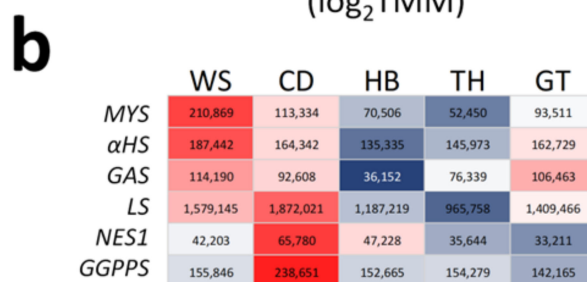 (log2TMM)
b
WS CD HB TH GT
MYS 210,869 113,334 70,506 52,450 93,511
αHS 187,442 164,342 135,335 145,973 162,729
GAS 114,190 92,608 36,152 76,339 106,463
LS 1,579,145 1,872,021 1,187,219 965,758 1,409,466
NES1 42,203 65,780 47,228 35,644 33,211
GGPPS 155,846 238,651 152,665 154,279 142,165